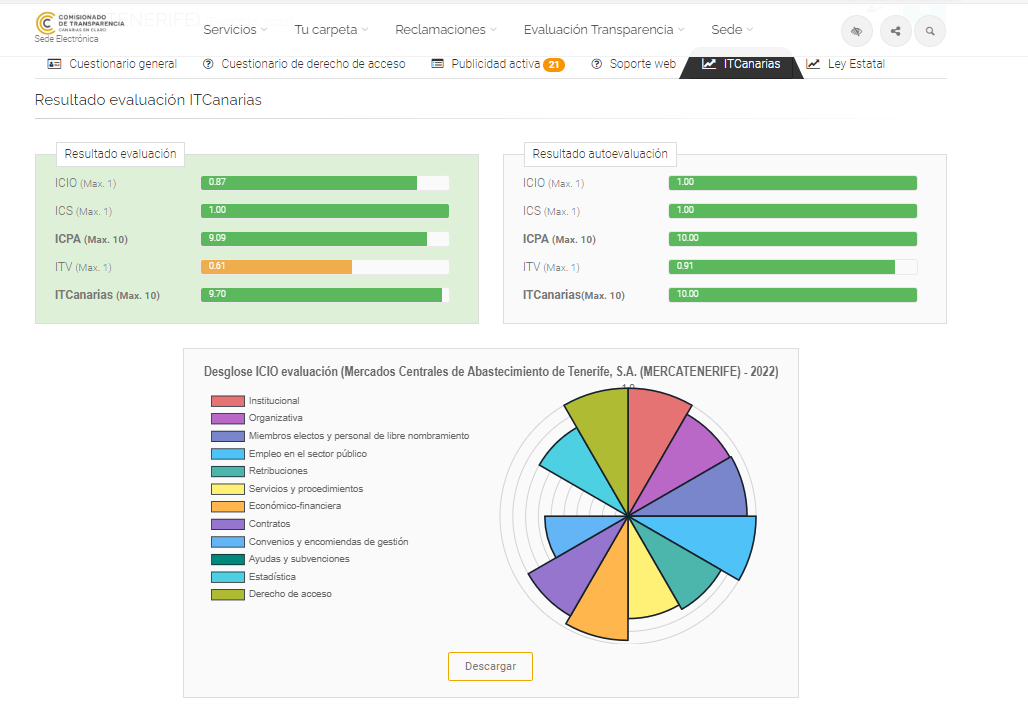 COMISIONADO
DE TRANSPARENCIA
CANARIAS EN CLARO
Sede Electrónica
TENERIFE)
Servicios
Tu carpeta
Reclamaciones
Evaluación Transparencia
Sede
Cuestionario general
Cuestionario de derecho de acceso
Publicidad activa 21
Soporte web
ITCanarias
Ley Estatal
Resultado evaluación ITCanarias
Resultado evaluación
ICIO (Max. 1) 0.87
ICS (Max. 1) 1.00
ICPA (Max. 10) 9.09
ITV (Max. 1) 0.61
ITCanarias (Max. 10) 9.70
Resultado autoevaluación
ICIO (Max. 1) 1.00
ICS (Max. 1) 1.00
ICPA (Max. 10) 10.00
ITV (Max. 1) 0.91
ITCanarias(Max. 10) 10.00
Desglose ICIO evaluación (Mercados Centrales de Abastecimiento de Tenerife, S.A. (MERCATENERIFE) - 2022)
1.0
Institucional
Organizativa
Miembros electos y personal de libre nombramiento
Empleo en el sector público
Retribuciones
Servicios y procedimientos
Económico-financiera
Contratos
Convenios y encomiendas de gestión
Ayudas y subvenciones
Estadística
Derecho de acceso
Descargar